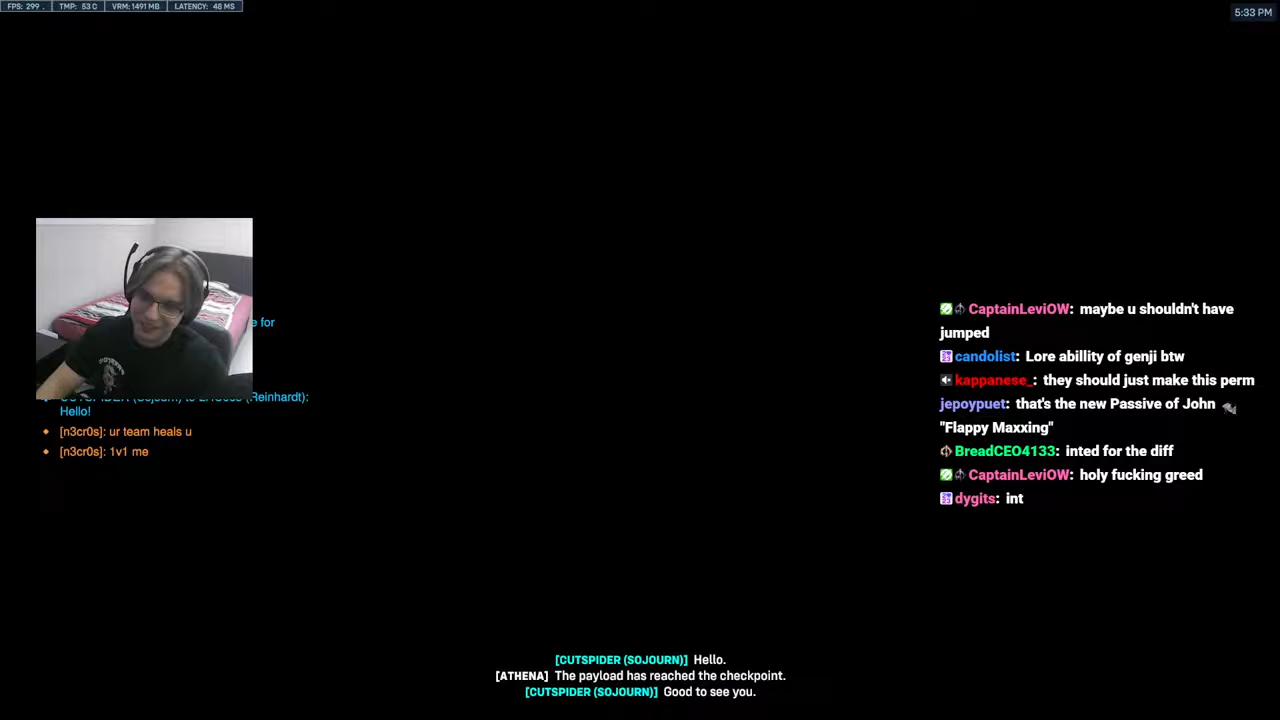 FPS: 299 . TMP: 53 C VRM: 1491 MB LATENCY: 48 MS
5:33 PM
e for
(Reinhardt):
Hello!
[n3cr0s]: ur team heals u
[n3cr0s]: 1v1 me
CaptainLeviOW: maybe u shouldn't have
jumped
candolist: Lore abillity of genji btw
kappanese_: they should just make this perm
jepoypuet: that's the new Passive of John
"Flappy Maxxing"
BreadCEO4133: inted for the diff
CaptainLeviOW: holy fucking greed
dygits: int
[CUTSPIDER (SOJOURN)] Hello.
[ATHENA] The payload has reached the checkpoint.
[CUTSPIDER (SOJOURN)] Good to see you.